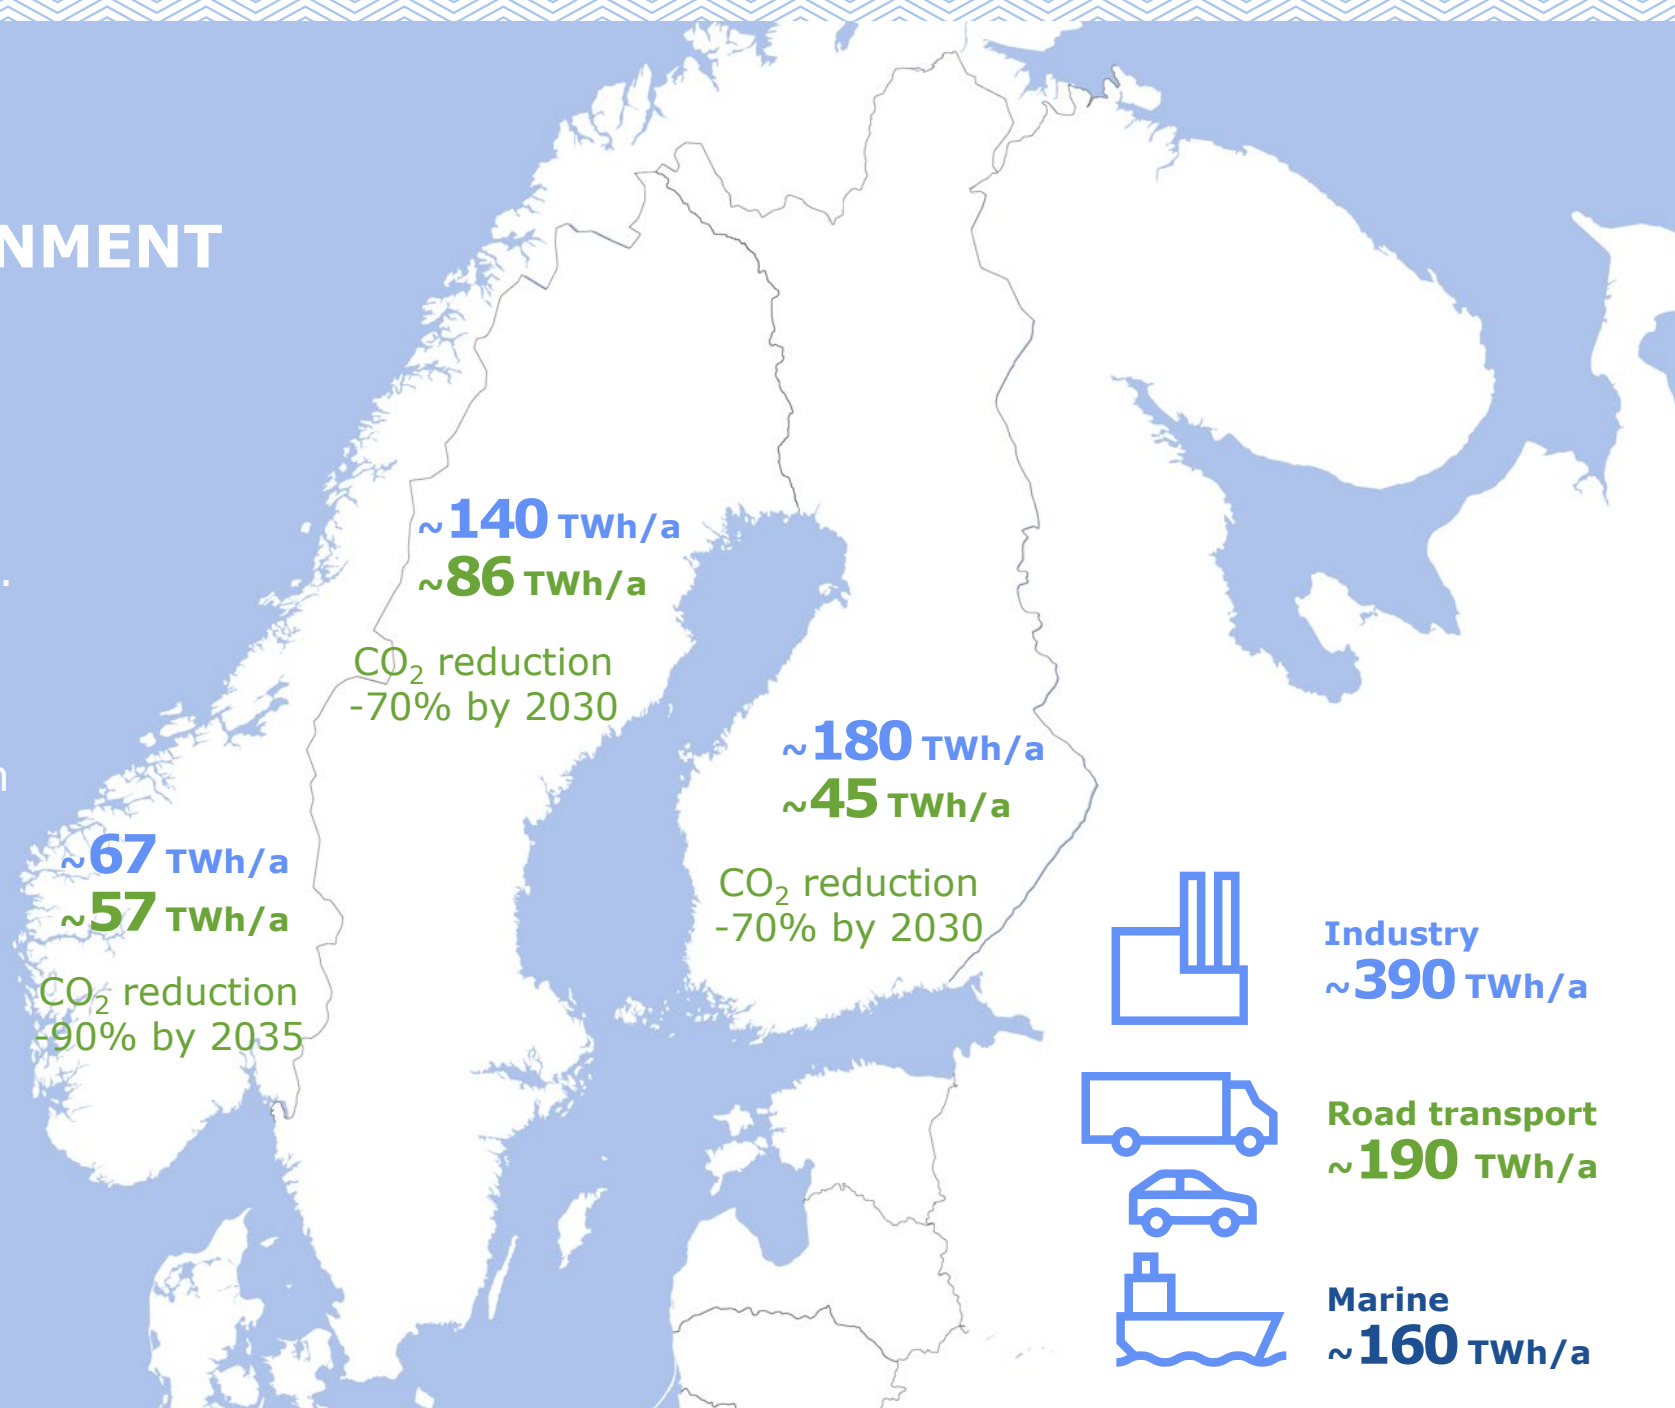 NMENT
.
n
~140 TWh/a
~86 TWh/a
CO₂ reduction
-70% by 2030
~180 TWh/a
~45 TWh/a
CO₂ reduction
-70% by 2030
~67 TWh/a
~57 TWh/a
CO₂ reduction
-90% by 2035
Industry
~390 TWh/a
Road transport
~190 TWh/a
Marine
~160 TWh/a